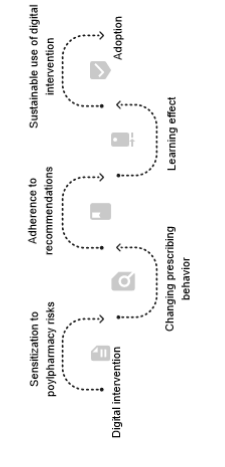 Digital intervention
Sensitization to
poylpharmacy risks
Changing prescribing
behavior
Adherence to
recommendations
Learning effect
Sustainable use of digital
intervention
Adoption